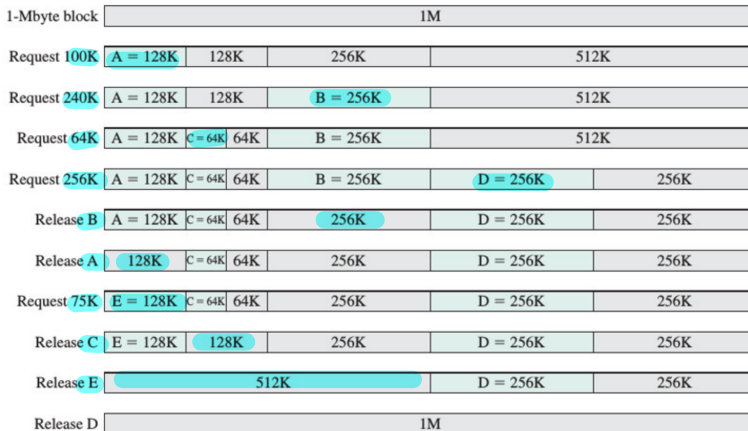 1-Mbyte block 1M
Request 100K A = 128K 128K 256K 512K
Request 240K A = 128K 128K B = 256K 512K
Request 64K A = 128K C = 64K 64K B = 256K 512K
Request 256K A = 128K C = 64K 64K B = 256K D = 256K 256K
Release B A = 128K C = 64K 64K 256K D = 256K 256K
Release A 128K C = 64K 64K 256K D = 256K 256K
Request 75K E = 128K C = 64K 64K 256K D = 256K 256K
Release C E = 128K 128K 256K D = 256K 256K
Release E 512K D = 256K 256K
Release D 1M